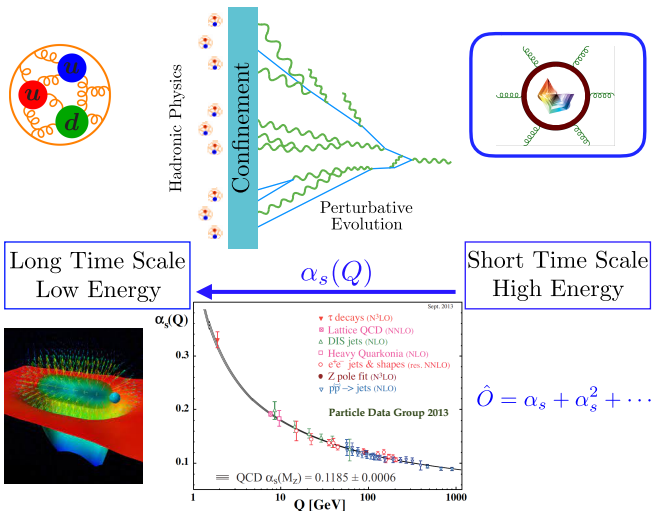 u
u
d
Hadronic Physics
Confinement
Perturbative
Evolution
Long Time Scale
Low Energy
αₛ(Q)
Short Time Scale
High Energy
Sept. 2013
αₛ(Q)
τ decays (N³LO)
Lattice QCD (NNLO)
DIS jets (NLO)
Heavy Quarkonia (NLO)
e⁺e⁻ jets & shapes (res. NNLO)
Z pole fit (N³LO)
pp̅ –> jets (NLO)
0.3
0.2
0.1
Particle Data Group 2013
QCD αₛ(M_Z) = 0.1185 ± 0.0006
1 10 100 1000
Q [GeV]
Ô = αₛ + αₛ² + ⋯